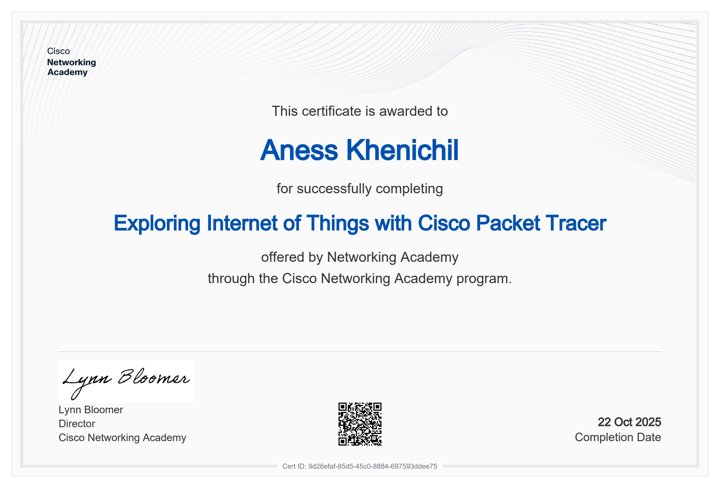 Cisco
Networking
Academy
This certificate is awarded to
Aness Khenichil
for successfully completing
Exploring Internet of Things with Cisco Packet Tracer
offered by Networking Academy
through the Cisco Networking Academy program.
Lynn Bloomer
Lynn Bloomer
Director
Cisco Networking Academy
22 Oct 2025
Completion Date
Cert ID: 9d26efaf-85d5-45c0-8884-697593ddee75